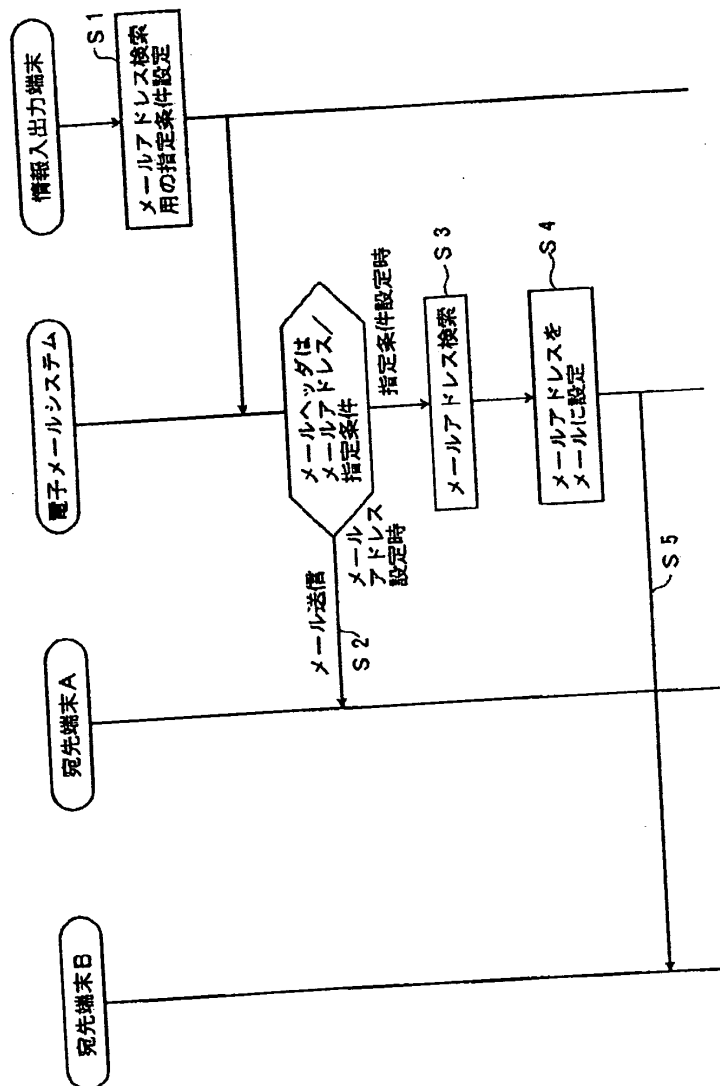 宛先端末B
宛先端末A
電子メールシステム
情報入出力端末
メールアドレス検索
用の指定条件設定
S1
メールヘッダは
メールアドレス/
指定条件
メール送信
S2
メール
アドレス
設定時
指定条件設定時
メールアドレス検索
S3
メールアドレスを
メールに設定
S4
S5